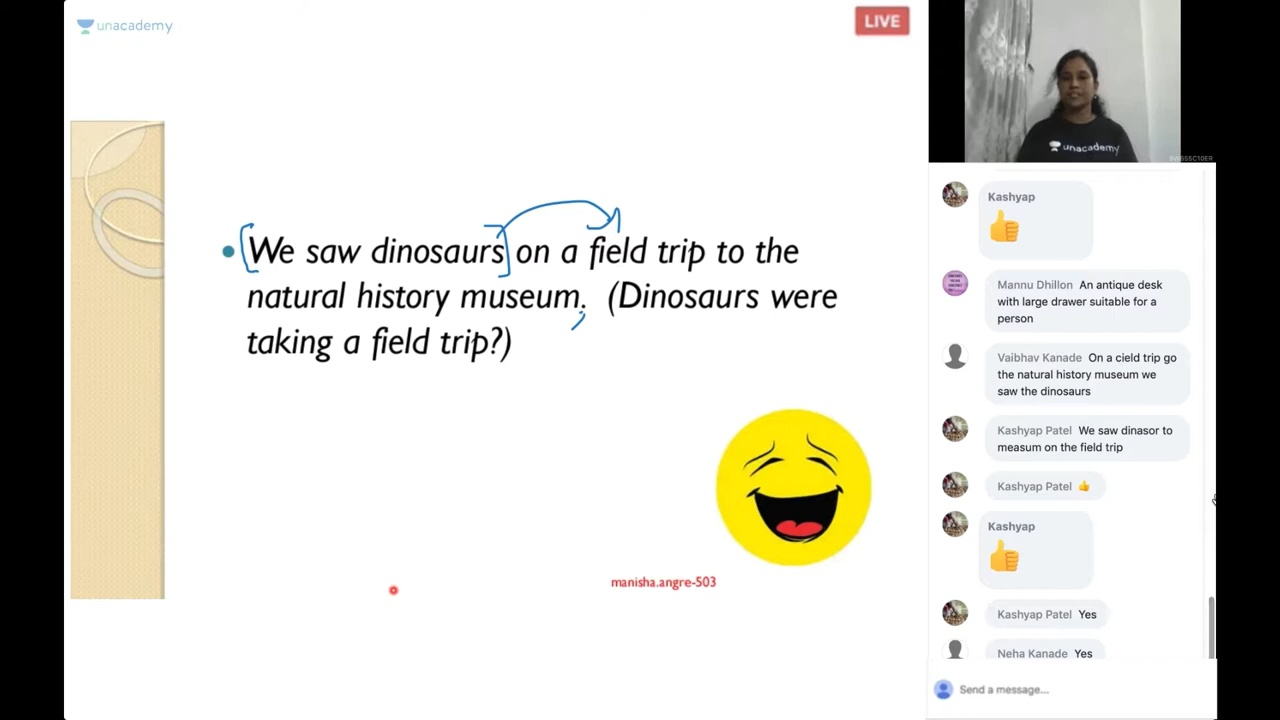 unacademy
LIVE
We saw dinosaurs on a field trip to the
natural history museum. (Dinosaurs were
taking a field trip?)
manisha.angre-503
unacademy
Kashyap
Mannu Dhillon An antique desk
with large drawer suitable for a
person
Vaibhav Kanade On a cield trip go
the natural history museum we
saw the dinosaurs
Kashyap Patel We saw dinasor to
measum on the field trip
Kashyap Patel 👍
Kashyap
Kashyap Patel Yes
Neha Kanade Yes
Send a message...